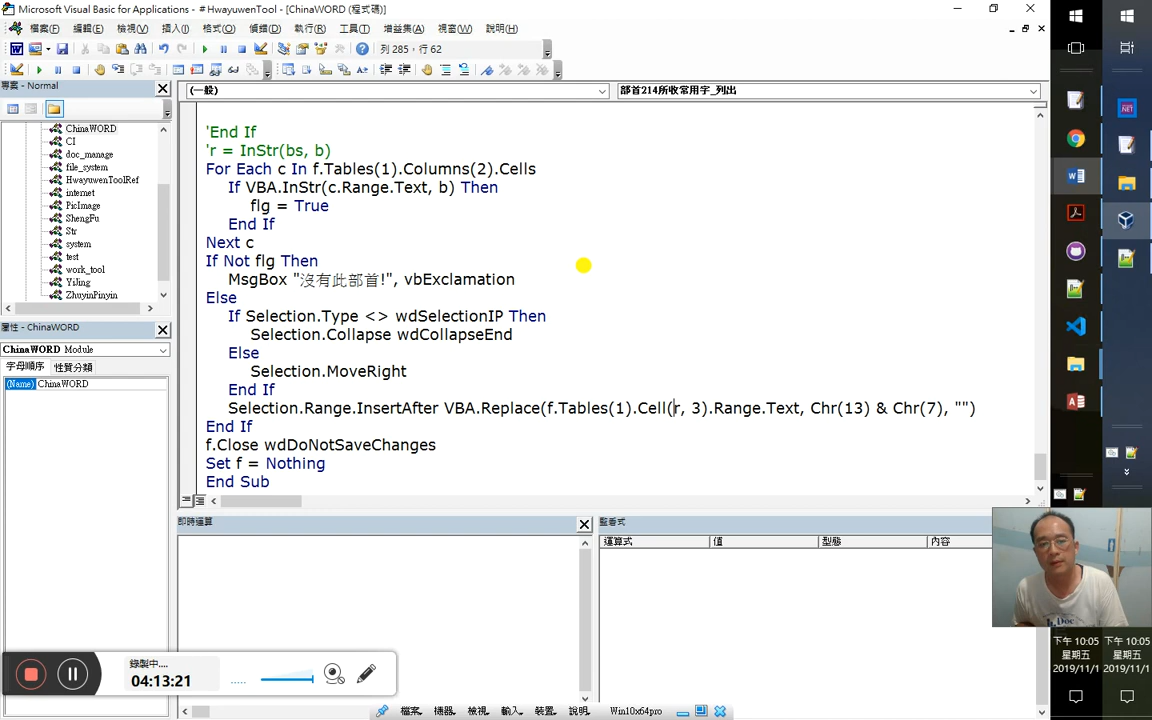 Microsoft Visual Basic for Applications - #HwayuwenTool - [ChinaWORD (程式碼)]
檔案(F) 編輯(E) 檢視(V) 插入(I) 格式(O) 偵錯(D) 執行(R) 工具(T) 增益集(A) 視窗(W) 說明(H)
列 285，行 62
專案 - Normal
(一般)
部首214所收常用字_列出
ChinaWORD
CI
doc_manage
file_system
HwayuwenToolRef
internet
PicImage
ShengFu
Str
system
test
work_tool
YiJing
ZhuyinPinyin
'End If
'r = InStr(bs, b)
For Each c In f.Tables(1).Columns(2).Cells
If VBA.InStr(c.Range.Text, b) Then
flg = True
End If
Next c
If Not flg Then
MsgBox "沒有此部首!", vbExclamation
Else
If Selection.Type <> wdSelectionIP Then
Selection.Collapse wdCollapseEnd
Else
Selection.MoveRight
End If
Selection.Range.InsertAfter VBA.Replace(f.Tables(1).Cell(r, 3).Range.Text, Chr(13) & Chr(7), "")
End If
f.Close wdDoNotSaveChanges
Set f = Nothing
End Sub
屬性 - ChinaWORD
ChinaWORD Module
字母順序 性質分類
(Name) ChinaWORD
即時運算
監看式
運算式 值 型態 內容
錄製中....
04:13:21
檔案 機器 檢視 輸入 裝置 說明 Win10x64pro
下午 10:05
星期五
2019/11/1
下午 10:05
星期五
2019/11/1